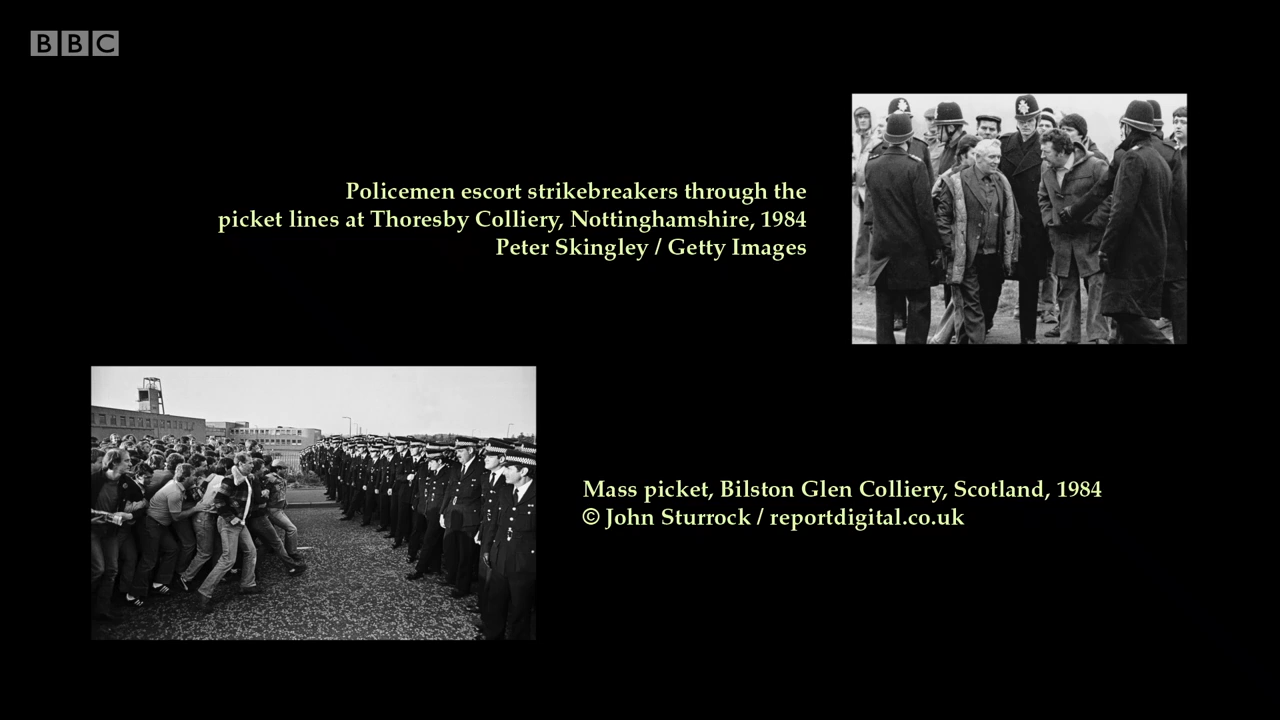 BBC
Policemen escort strikebreakers through the
picket lines at Thoresby Colliery, Nottinghamshire, 1984
Peter Skingley / Getty Images
Mass picket, Bilston Glen Colliery, Scotland, 1984
© John Sturrock / reportdigital.co.uk